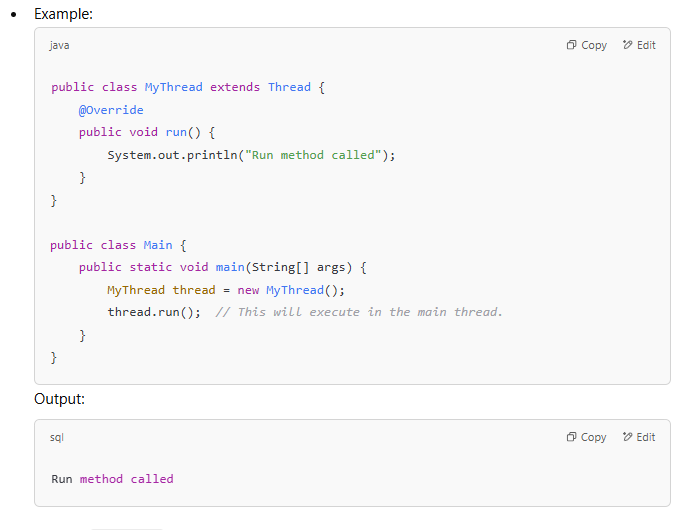 Example:
java
Copy
Edit
public class MyThread extends Thread {
    @Override
    public void run() {
        System.out.println("Run method called");
    }
}
public class Main {
    public static void main(String[] args) {
        MyThread thread = new MyThread();
        thread.run();  // This will execute in the main thread.
    }
}
Output:
sql
Copy
Edit
Run method called